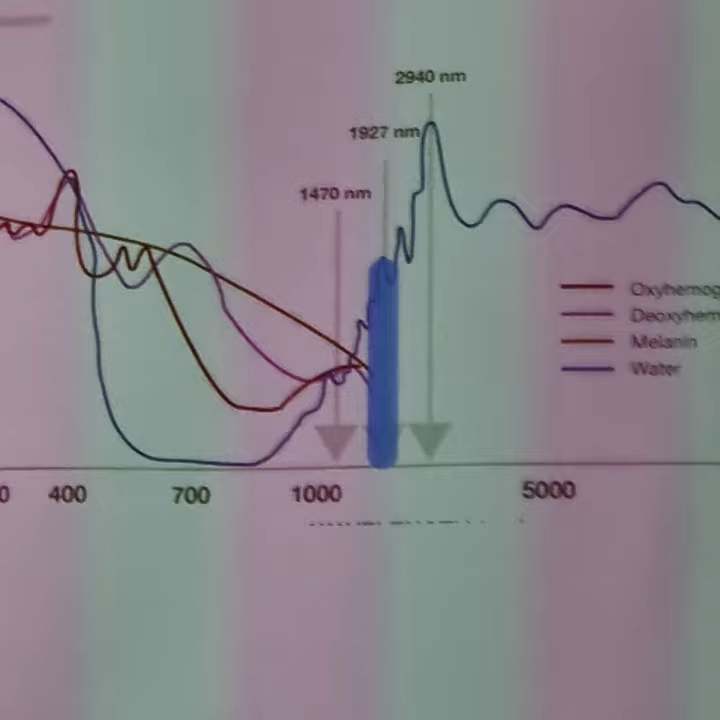 2940 nm
1927 nm
1470 nm
Oxyhemog
Deoxyhem
Melanin
Water
0 400 700 1000 5000